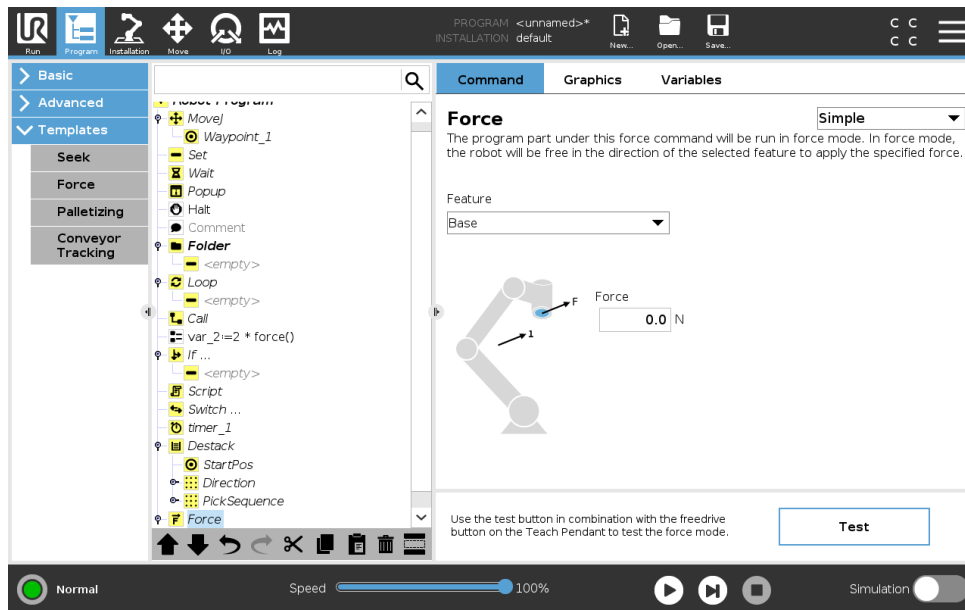 PROGRAM <unnamed>*
INSTALLATION default
Run
Program
Installation
Move
I/O
Log
New...
Open...
Save...
C C
C C
Basic
Advanced
Templates
Seek
Force
Palletizing
Conveyor
Tracking
Robot Program
MoveJ
Waypoint_1
Set
Wait
Popup
Halt
Comment
Folder
<empty>
Loop
<empty>
Call
var_2≔2 * force()
If ...
<empty>
Script
Switch ...
timer_1
Destack
StartPos
Direction
PickSequence
F Force
Command
Graphics
Variables
Force
Simple
The program part under this force command will be run in force mode. In force mode,
the robot will be free in the direction of the selected feature to apply the specified force.
Feature
Base
F
1
Force
0.0 N
Use the test button in combination with the freedrive
button on the Teach Pendant to test the force mode.
Test
Normal
Speed
100%
Simulation